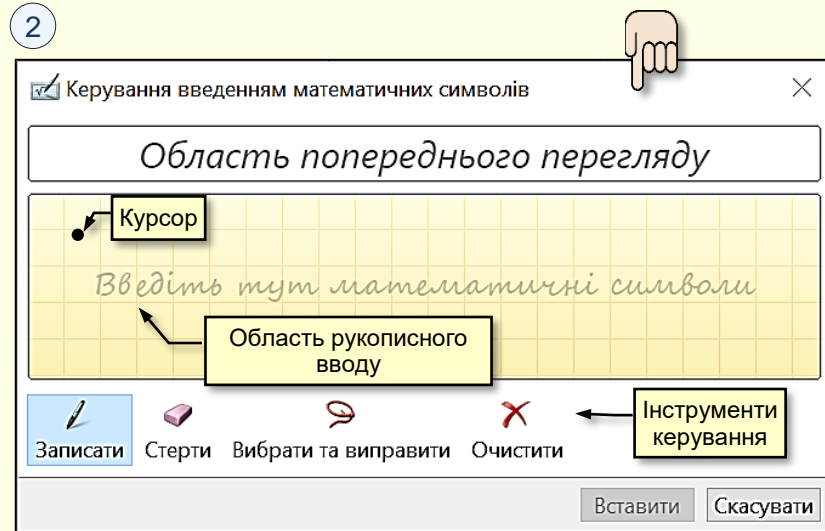 2
Керування введенням математичних символів
Область попереднього перегляду
Курсор
Введіть тут математичні символи
Область рукописного
вводу
Записати Стерти Вибрати та виправити Очистити
Інструменти
керування
Вставити Скасувати